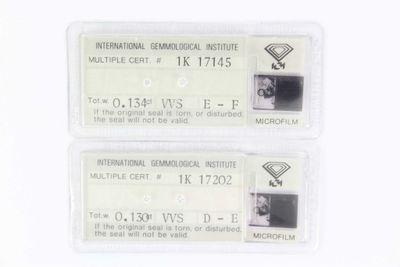 INTERNATIONAL GEMMOLOGICAL INSTITUTE
MULTIPLE CERT. # 1K 17145
Tot.w. 0.134ct VVS E - F
If the original seal is torn, or disturbed,
the seal will not be valid.
MICROFILM
INTERNATIONAL GEMMOLOGICAL INSTITUTE
MULTIPLE CERT. # 1K 17202
Tot.w. 0.130ct VVS D - E
If the original seal is torn, or disturbed,
the seal will not be valid.
MICROFILM